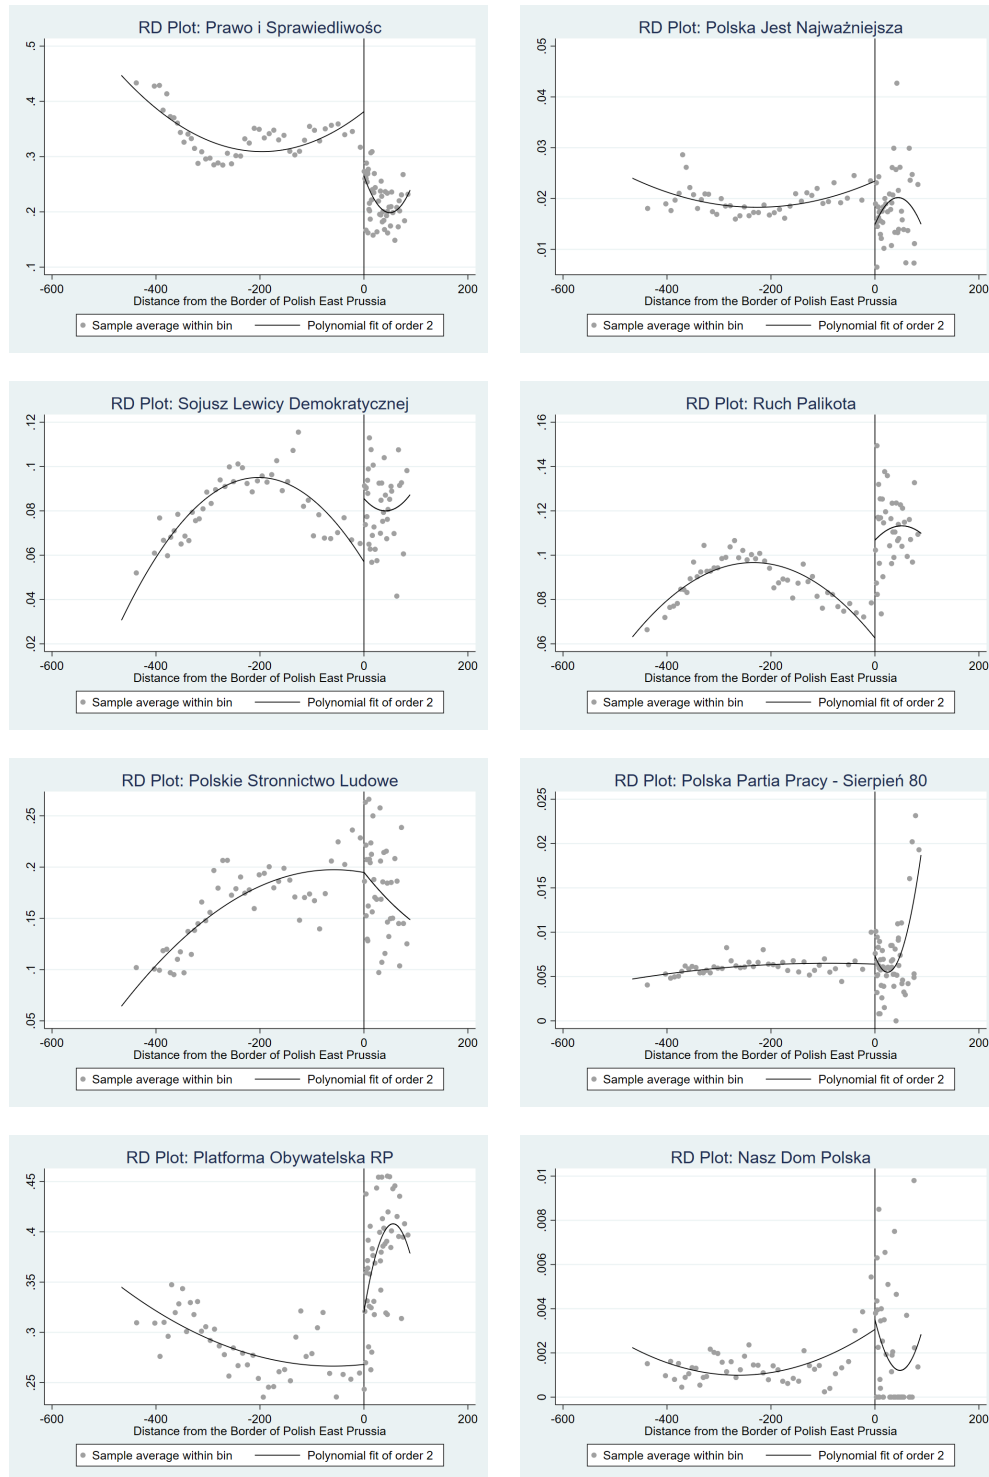 RD Plot: Prawo i Sprawiedliwośc
.5
.4
.3
.2
.1
-600 -400 -200 0 200
Distance from the Border of Polish East Prussia
Sample average within bin Polynomial fit of order 2
RD Plot: Polska Jest Najważniejsza
.05
.04
.03
.02
.01
-600 -400 -200 0 200
Distance from the Border of Polish East Prussia
Sample average within bin Polynomial fit of order 2
RD Plot: Sojusz Lewicy Demokratycznej
.12
.1
.08
.06
.04
.02
-600 -400 -200 0 200
Distance from the Border of Polish East Prussia
Sample average within bin Polynomial fit of order 2
RD Plot: Ruch Palikota
.16
.14
.12
.1
.08
.06
-600 -400 -200 0 200
Distance from the Border of Polish East Prussia
Sample average within bin Polynomial fit of order 2
RD Plot: Polskie Stronnictwo Ludowe
.25
.2
.15
.1
.05
-600 -400 -200 0 200
Distance from the Border of Polish East Prussia
Sample average within bin Polynomial fit of order 2
RD Plot: Polska Partia Pracy - Sierpień 80
.025
.02
.015
.01
.005
0
-600 -400 -200 0 200
Distance from the Border of Polish East Prussia
Sample average within bin Polynomial fit of order 2
RD Plot: Platforma Obywatelska RP
.45
.4
.35
.3
.25
-600 -400 -200 0 200
Distance from the Border of Polish East Prussia
Sample average within bin Polynomial fit of order 2
RD Plot: Nasz Dom Polska
.01
.008
.006
.004
.002
0
-600 -400 -200 0 200
Distance from the Border of Polish East Prussia
Sample average within bin Polynomial fit of order 2